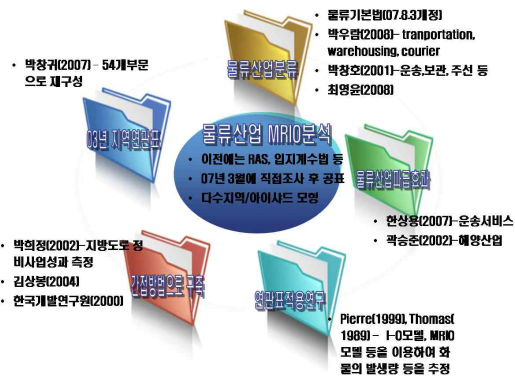 • 물류기본법(07.8.3개정)
• 박우람(2008)- tranportation,
warehousing, courier
• 박창호(2001)-운송,보관, 주선 등
• 최영윤(2008)
물류산업분류
• 박창귀(2007) - 54개부문
으로 재구성
03년 지역연관표
물류산업 MRIO분석
• 이전에는 RAS, 입지계수법 등
• 07년 3월에 직접조사 후 공표
• 다수지역/아이사드 모형
물류산업파급효과
• 한상용(2007)-운송서비스
• 곽승준(2002)-해양산업
• 박희정(2002)-지방도로 정
비사업성과 측정
• 김상봉(2004)
• 한국개발연구원(2000)
간접방법으로 구축
연관표적용연구
• Pierre(1999), Thomas(
1989) - I-O모델, MRIO
모델 등을 이용하여 화
물의 발생량 등을 추정